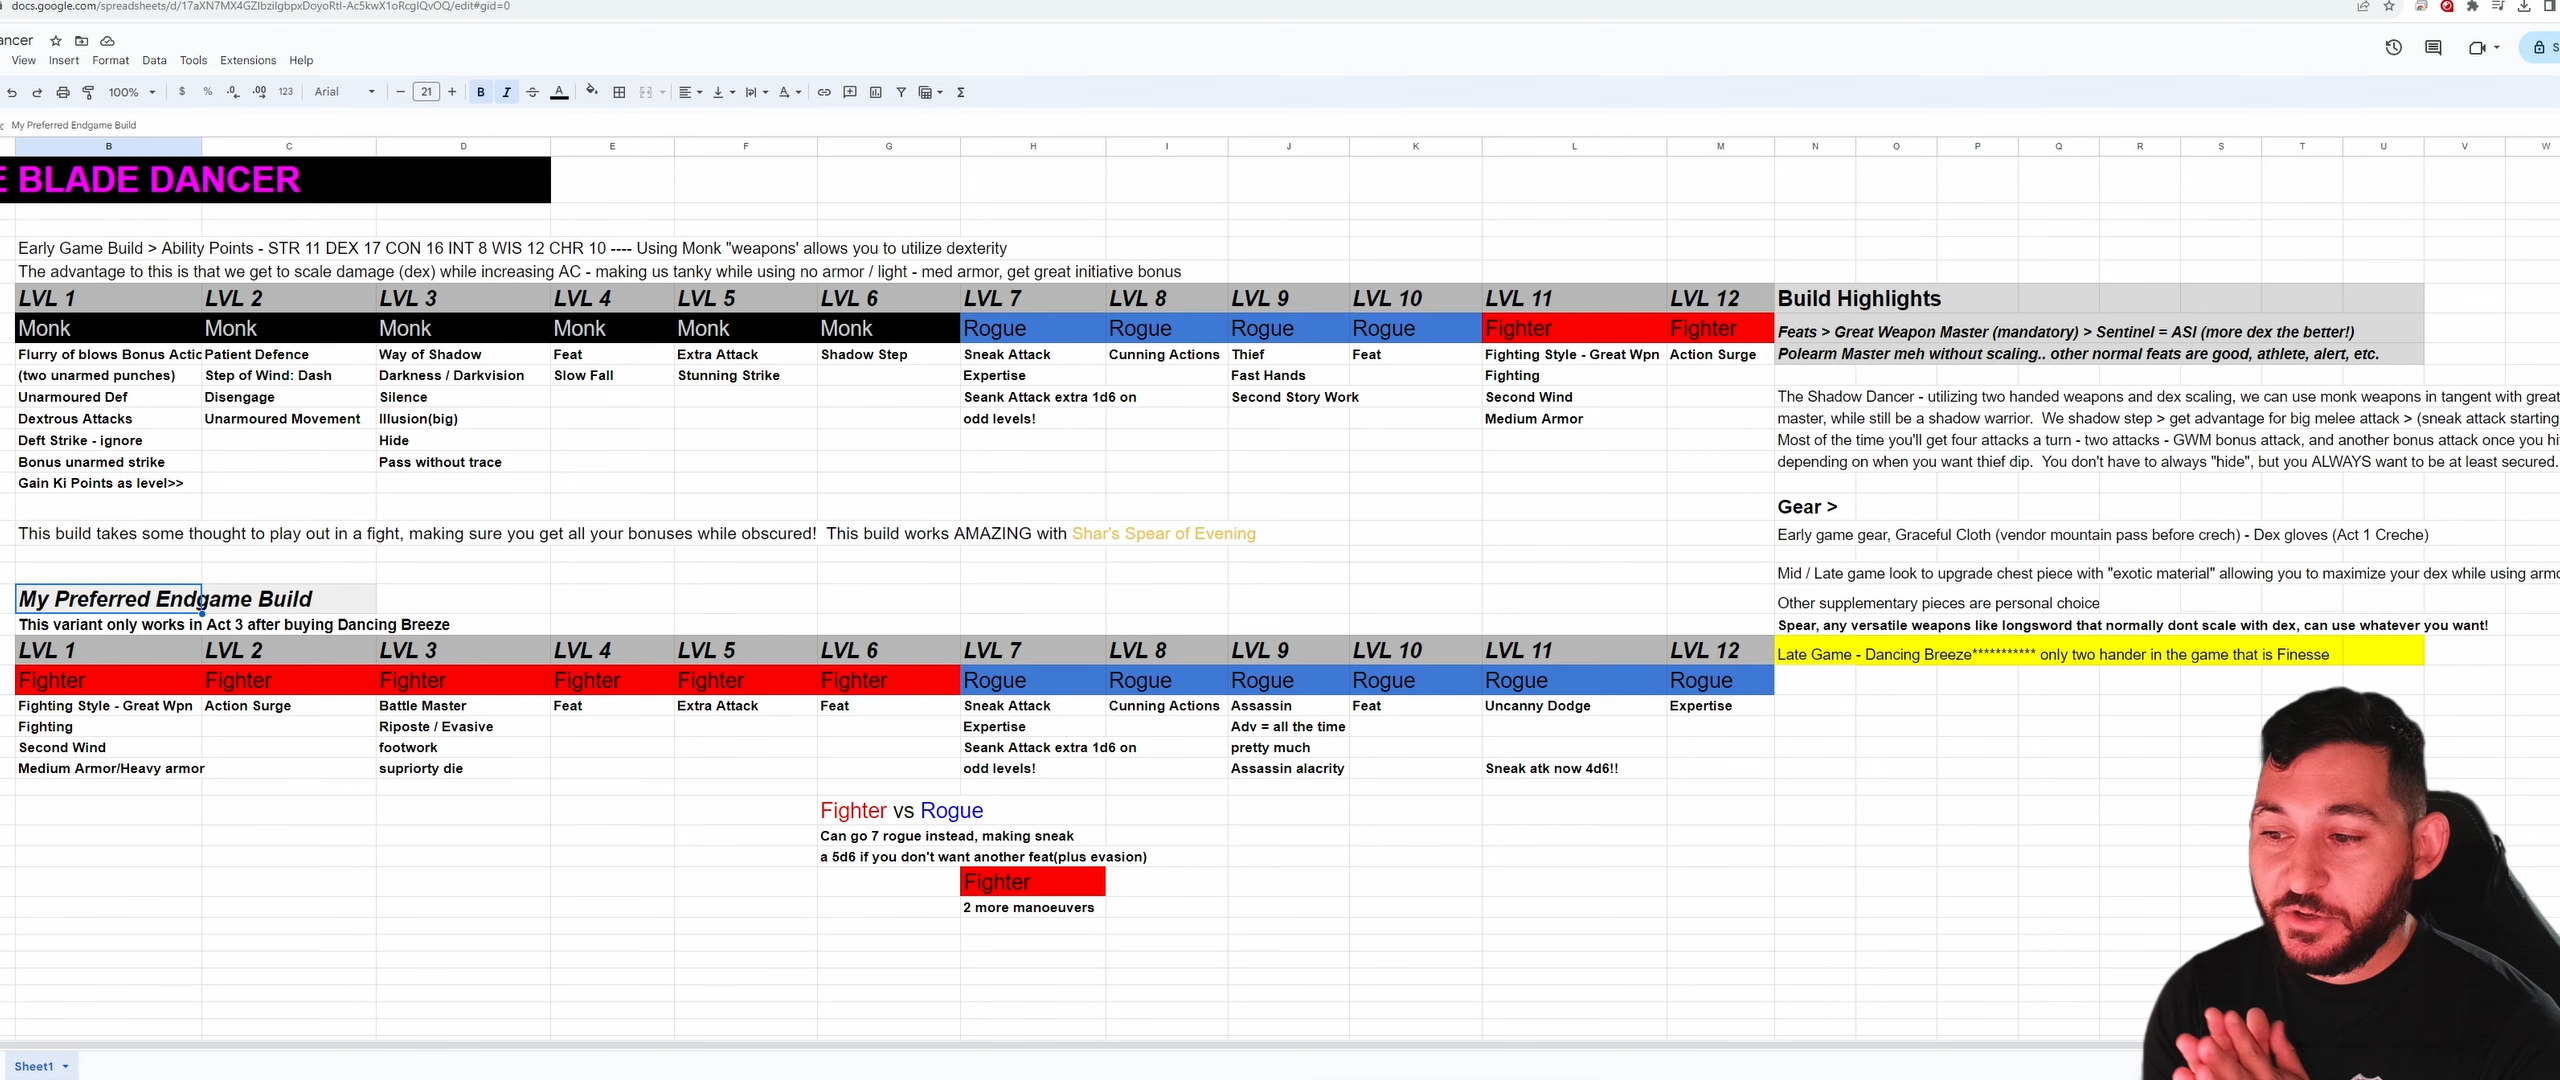 docs.google.com/spreadsheets/d/17aXN7MX4GZIbziIgbpxDoyoRtI-Ac5kwX1oRcglQvOQ/edit#gid=0
ancer
View Insert Format Data Tools Extensions Help
100% $ % .0 .00 123 Arial 21 B I A
My Preferred Endgame Build
B C D E F G H I J K L M N O P Q R S T U V W
E BLADE DANCER
Early Game Build > Ability Points - STR 11 DEX 17 CON 16 INT 8 WIS 12 CHR 10 ---- Using Monk "weapons' allows you to utilize dexterity
The advantage to this is that we get to scale damage (dex) while increasing AC - making us tanky while using no armor / light - med armor, get great initiative bonus
LVL 1 LVL 2 LVL 3 LVL 4 LVL 5 LVL 6 LVL 7 LVL 8 LVL 9 LVL 10 LVL 11 LVL 12 Build Highlights
Monk Monk Monk Monk Monk Monk Rogue Rogue Rogue Rogue Fighter Fighter Feats > Great Weapon Master (mandatory) > Sentinel = ASI (more dex the better!)
Flurry of blows Bonus Actic Patient Defence Way of Shadow Feat Extra Attack Shadow Step Sneak Attack Cunning Actions Thief Feat Fighting Style - Great Wpn Action Surge Polearm Master meh without scaling.. other normal feats are good, athlete, alert, etc.
(two unarmed punches) Step of Wind: Dash Darkness / Darkvision Slow Fall Stunning Strike Expertise Fast Hands Fighting
Unarmoured Def Disengage Silence Seank Attack extra 1d6 on Second Story Work Second Wind The Shadow Dancer - utilizing two handed weapons and dex scaling, we can use monk weapons in tangent with great
Dextrous Attacks Unarmoured Movement Illusion(big) odd levels! Medium Armor master, while still be a shadow warrior. We shadow step > get advantage for big melee attack > (sneak attack starting
Deft Strike - ignore Hide Most of the time you'll get four attacks a turn - two attacks - GWM bonus attack, and another bonus attack once you hi
Bonus unarmed strike Pass without trace depending on when you want thief dip. You don't have to always "hide", but you ALWAYS want to be at least secured.
Gain Ki Points as level>>
Gear >
This build takes some thought to play out in a fight, making sure you get all your bonuses while obscured! This build works AMAZING with Shar's Spear of Evening Early game gear, Graceful Cloth (vendor mountain pass before crech) - Dex gloves (Act 1 Creche)
Mid / Late game look to upgrade chest piece with "exotic material" allowing you to maximize your dex while using armo
My Preferred Endgame Build Other supplementary pieces are personal choice
This variant only works in Act 3 after buying Dancing Breeze Spear, any versatile weapons like longsword that normally dont scale with dex, can use whatever you want!
LVL 1 LVL 2 LVL 3 LVL 4 LVL 5 LVL 6 LVL 7 LVL 8 LVL 9 LVL 10 LVL 11 LVL 12 Late Game - Dancing Breeze*********** only two hander in the game that is Finesse
Fighter Fighter Fighter Fighter Fighter Fighter Rogue Rogue Rogue Rogue Rogue Rogue
Fighting Style - Great Wpn Action Surge Battle Master Feat Extra Attack Feat Sneak Attack Cunning Actions Assassin Feat Uncanny Dodge Expertise
Fighting Riposte / Evasive Expertise Adv = all the time
Second Wind footwork Seank Attack extra 1d6 on pretty much
Medium Armor/Heavy armor supriorty die odd levels! Assassin alacrity Sneak atk now 4d6!!
Fighter vs Rogue
Can go 7 rogue instead, making sneak
a 5d6 if you don't want another feat(plus evasion)
Fighter
2 more manoeuvers
Sheet1